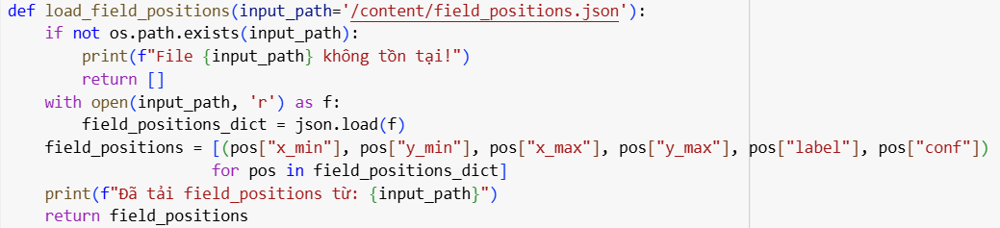 def load_field_positions(input_path='/content/field_positions.json'):
    if not os.path.exists(input_path):
        print(f"File {input_path} không tồn tại!")
        return []
    with open(input_path, 'r') as f:
        field_positions_dict = json.load(f)
    field_positions = [(pos["x_min"], pos["y_min"], pos["x_max"], pos["y_max"], pos["label"], pos["conf"])
                      for pos in field_positions_dict]
    print(f"Đã tải field_positions từ: {input_path}")
    return field_positions